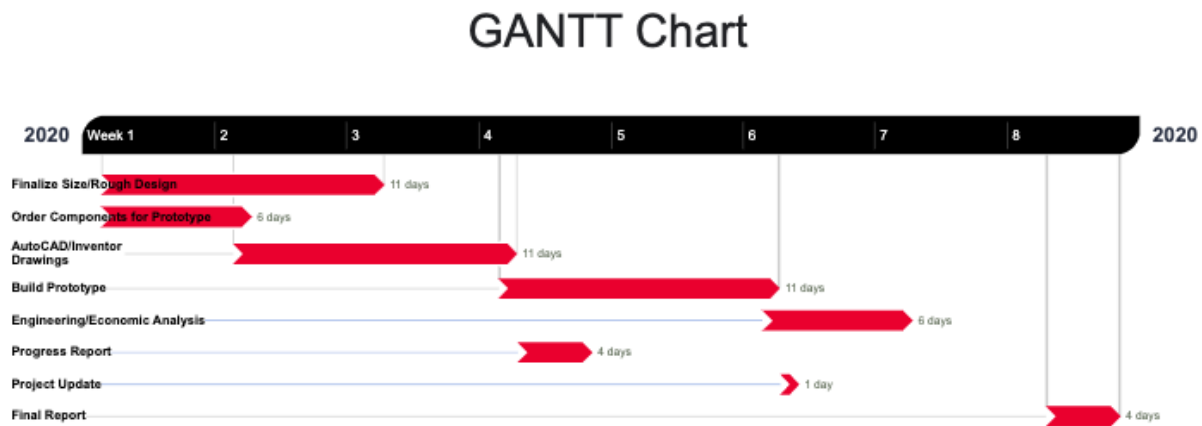 GANTT Chart
2020 Week 1 2 3 4 5 6 7 8 2020
Finalize Size/Rough Design 11 days
Order Components for Prototype 6 days
AutoCAD/Inventor
Drawings 11 days
Build Prototype 11 days
Engineering/Economic Analysis 6 days
Progress Report 4 days
Project Update 1 day
Final Report 4 days